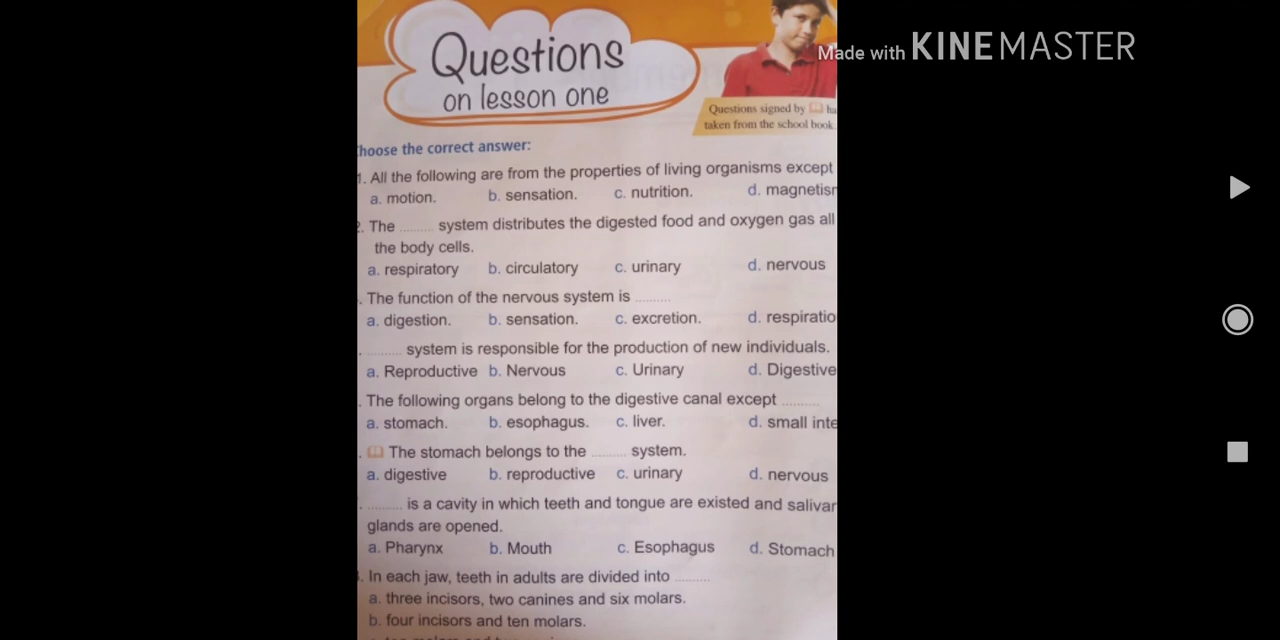 Questions
on lesson one
Made with KINEMASTER
Questions signed by
taken from the school book.
hoose the correct answer:
1. All the following are from the properties of living organisms except
a. motion. b. sensation. c. nutrition. d. magnetis
2. The ......... system distributes the digested food and oxygen gas all
the body cells.
a. respiratory b. circulatory c. urinary d. nervous
. The function of the nervous system is .........
a. digestion. b. sensation. c. excretion. d. respiratio
. ......... system is responsible for the production of new individuals.
a. Reproductive b. Nervous c. Urinary d. Digestive
. The following organs belong to the digestive canal except .........
a. stomach. b. esophagus. c. liver. d. small inte
. The stomach belongs to the ......... system.
a. digestive b. reproductive c. urinary d. nervous
. ......... is a cavity in which teeth and tongue are existed and salivar
glands are opened.
a. Pharynx b. Mouth c. Esophagus d. Stomach
. In each jaw, teeth in adults are divided into .........
a. three incisors, two canines and six molars.
b. four incisors and ten molars.